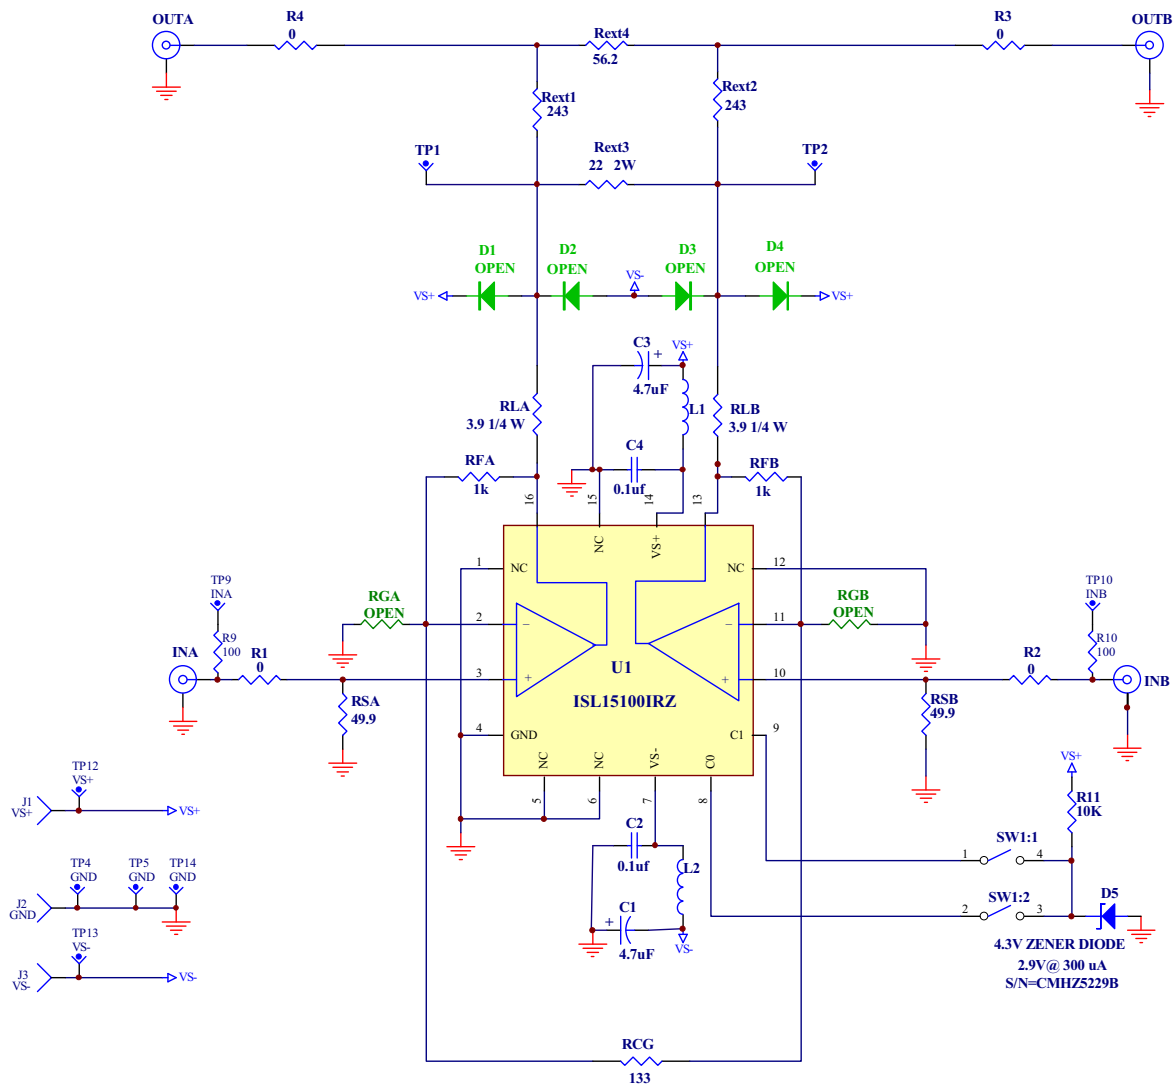 OUTA
R4
0
Rext4
56.2
R3
0
OUTB
Rext1
243
Rext2
243
TP1
Rext3
22 2W
TP2
D1
OPEN
D2
OPEN
D3
OPEN
D4
OPEN
VS+
VS-
VS+
C3
+
4.7uF
VS+
L1
RLA
3.9 1/4 W
RLB
3.9 1/4 W
C4
0.1uf
RFA
1k
RFB
1k
16
15
14
13
NC
VS+
1
NC
NC
12
RGA
OPEN
2
−
−
11
RGB
OPEN
TP9
INA
R9
100
TP10
INB
R10
100
INA
R1
0
3
+
U1
ISL15100IRZ
+
10
R2
0
INB
RSA
49.9
RSB
49.9
4
GND
C1
9
NC
NC
VS-
C0
5
6
7
8
TP12
VS+
J1
VS+
VS+
VS+
R11
10K
C2
0.1uf
L2
SW1:1
1
4
TP4
GND
TP5
GND
TP14
GND
J2
GND
SW1:2
2
3
D5
+
C1
4.7uF
VS-
4.3V ZENER DIODE
2.9V@ 300 uA
S/N=CMHZ5229B
TP13
VS-
J3
VS-
VS-
RCG
133